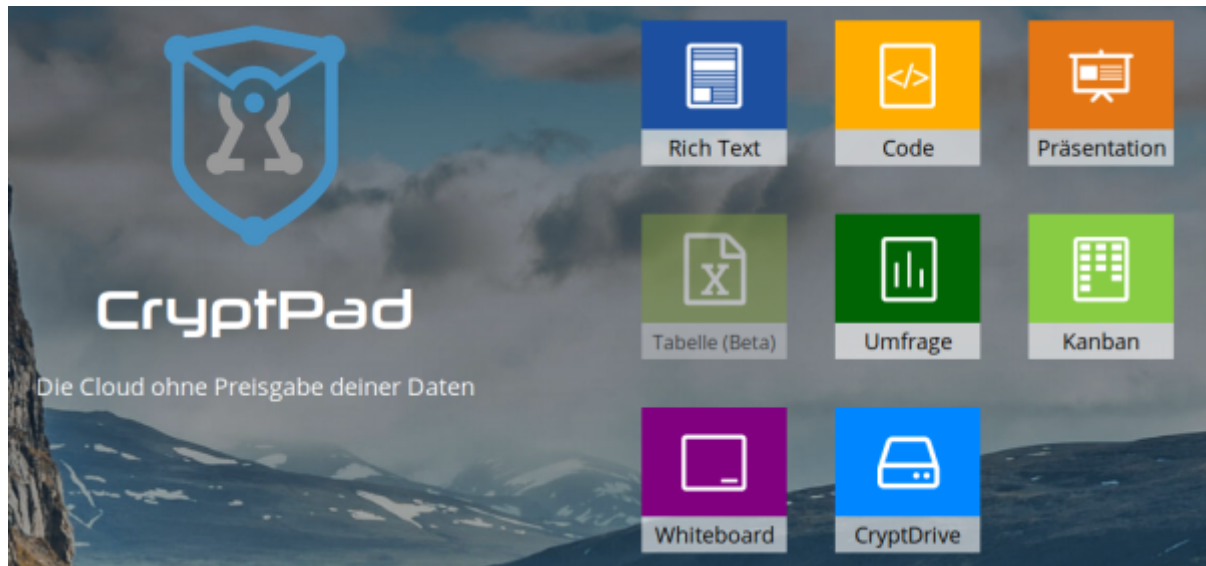 CryptPad
Die Cloud ohne Preisgabe deiner Daten
Rich Text
</>
Code
Präsentation
X
Tabelle (Beta)
Umfrage
Kanban
Whiteboard
CryptDrive